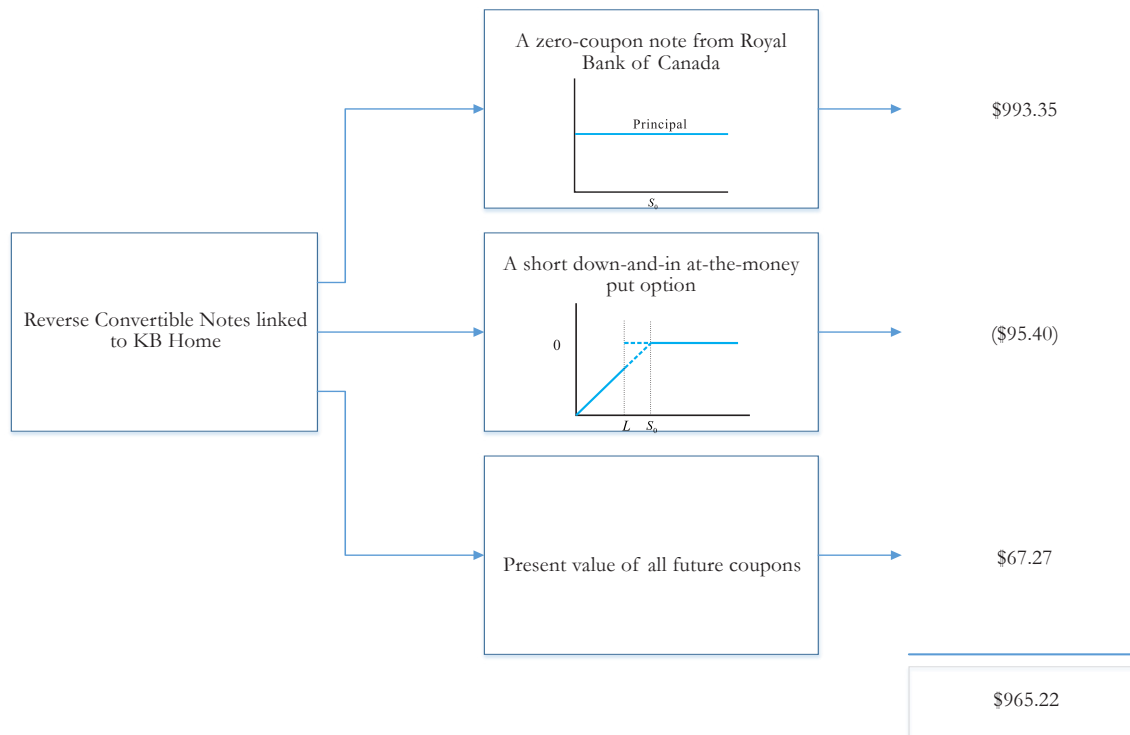 A zero-coupon note from Royal
Bank of Canada
Principal
S₀
$993.35
Reverse Convertible Notes linked
to KB Home
A short down-and-in at-the-money
put option
0
L S₀
($95.40)
Present value of all future coupons
$67.27
$965.22